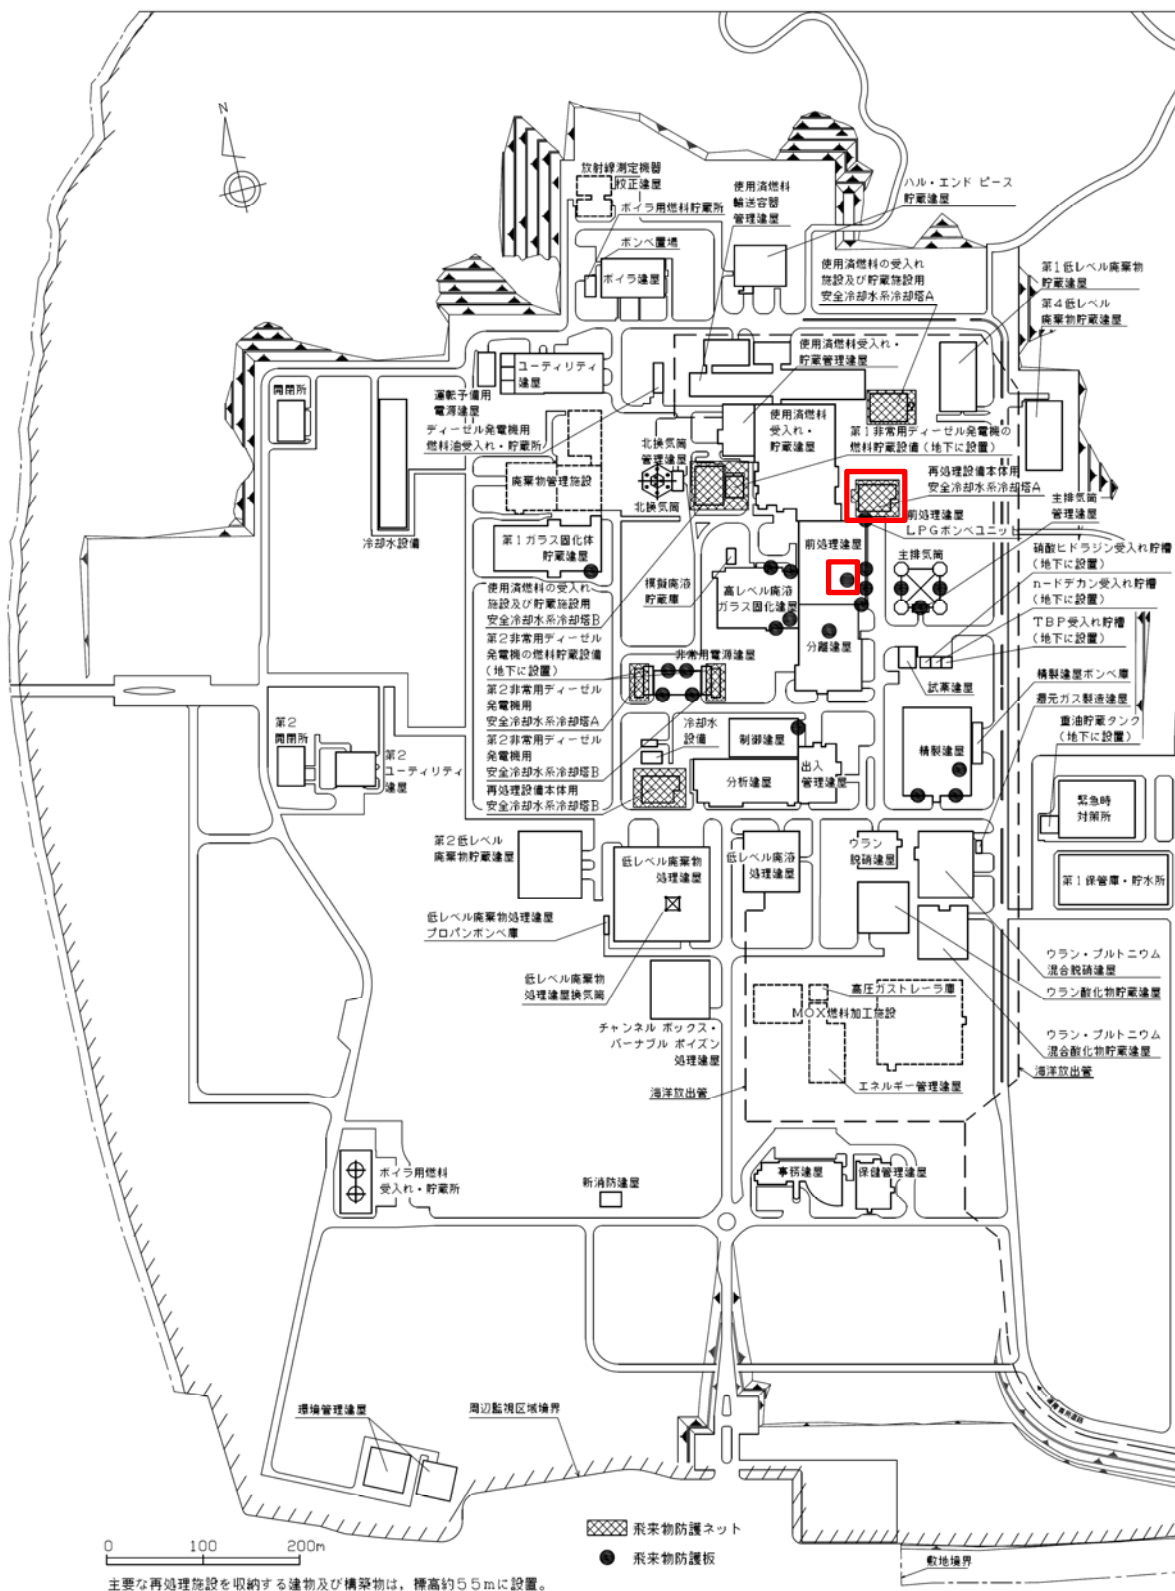 N
放射線測定機器
校正建屋
ボイラ用燃料貯蔵所
ボンベ置場
ボイラ建屋
使用済燃料
輸送容器
管理建屋
ハル・エンド ピース
貯蔵建屋
使用済燃料の受入れ
施設及び貯蔵施設用
安全冷却水系冷却塔A
第1低レベル廃棄物
貯蔵建屋
第4低レベル
廃棄物貯蔵建屋
使用済燃料受入れ・
貯蔵管理建屋
ユーティリティ
建屋
開閉所
運転予備用
電源建屋
ディーゼル発電機用
燃料油受入れ・貯蔵所
使用済燃料
受入れ・
貯蔵建屋
北換気筒
管理建屋
第1非常用ディーゼル発電機の
燃料貯蔵設備(地下に設置)
再処理設備本体用
安全冷却水系冷却塔A
廃棄物管理施設
北換気筒
主排気筒
管理建屋
前処理建屋
LPGボンベユニット
冷却水設備
第1ガラス固化体
貯蔵建屋
前処理建屋
主排気筒
硝酸ヒドラジン受入れ貯槽
(地下に設置)
模擬廃液
貯蔵庫
高レベル廃液
ガラス固化建屋
n-ドデカン受入れ貯槽
(地下に設置)
使用済燃料の受入れ
施設及び貯蔵施設用
安全冷却水系冷却塔B
TBP受入れ貯槽
(地下に設置)
第2非常用ディーゼル
発電機の燃料貯蔵設備
(地下に設置)
非常用電源建屋
分離建屋
試薬建屋
精製建屋ボンベ庫
還元ガス製造建屋
第2非常用ディーゼル
発電機用
安全冷却水系冷却塔A
重油貯蔵タンク
(地下に設置)
第2
開閉所
第2
ユーティリティ
建屋
第2非常用ディーゼル
発電機用
安全冷却水系冷却塔B
冷却水
設備
制御建屋
精製建屋
再処理設備本体用
安全冷却水系冷却塔B
分析建屋
出入
管理建屋
緊急時
対策所
第2低レベル
廃棄物貯蔵建屋
低レベル廃棄物
処理建屋
低レベル廃液
処理建屋
ウラン
脱硝建屋
第1保管庫・貯水所
低レベル廃棄物処理建屋
プロパンボンベ庫
ウラン・プルトニウム
混合脱硝建屋
低レベル廃棄物
処理建屋換気筒
ウラン酸化物貯蔵建屋
高圧ガストレーラ庫
MOX燃料加工施設
チャンネル ボックス・
バーナブル ポイズン
処理建屋
ウラン・プルトニウム
混合酸化物貯蔵建屋
エネルギー管理建屋
海洋放出管
海洋放出管
ボイラ用燃料
受入れ・貯蔵所
新消防建屋
事務建屋
保健管理建屋
環境管理建屋
周辺監視区域境界
飛来物防護ネット
飛来物防護板
0 100 200m
敷地境界
主要な再処理施設を収納する建物及び構築物は,標高約55mに設置。